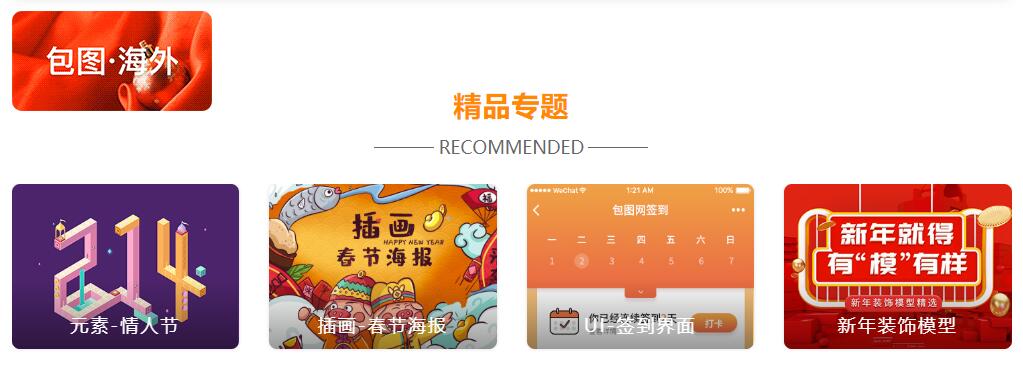 包图·海外
精品专题
RECOMMENDED
214
元素-情人节
插画
HAPPY NEW YEAR
春节海报
福
插画-春节海报
WeChat 1:21 AM 100%
包图网签到
一 二 三 四 五 六 日
1 2 3 4 5 6 7
你已经连续签到2天
打卡
UI-签到界面
新年就得
有“模”有样
新年装饰模型精选
新年装饰模型